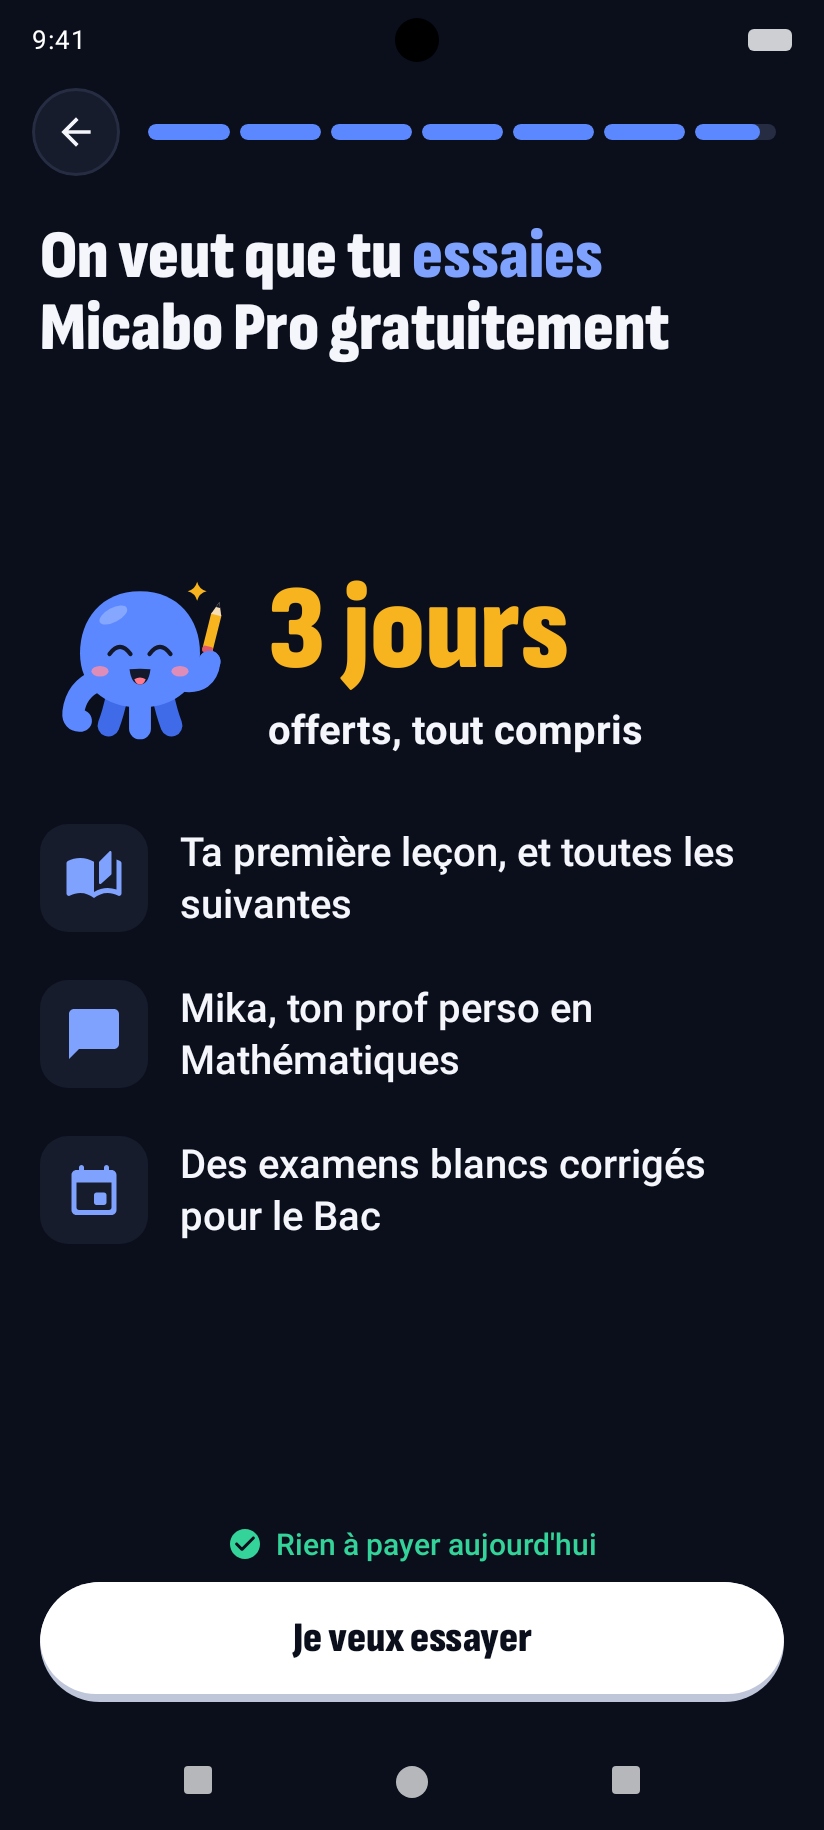 9:41
On veut que tu essaies
Micabo Pro gratuitement
3 jours
offerts, tout compris
Ta première leçon, et toutes les
suivantes
Mika, ton prof perso en
Mathématiques
Des examens blancs corrigés
pour le Bac
Rien à payer aujourd'hui
Je veux essayer